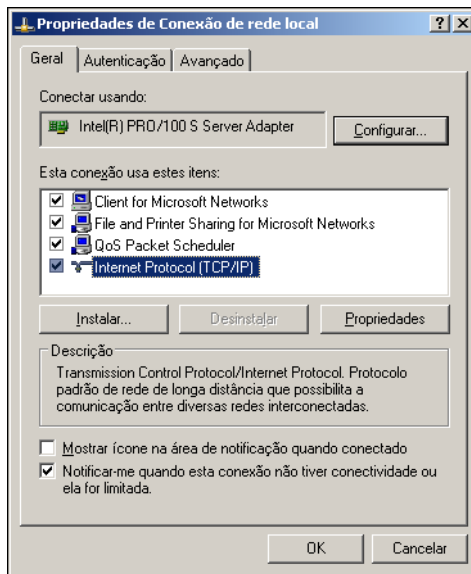 Propriedades de Conexão de rede local
Geral Autenticação Avançado
Conectar usando:
Intel(R) PRO/100 S Server Adapter Configurar...
Esta conexão usa estes itens:
Client for Microsoft Networks
File and Printer Sharing for Microsoft Networks
QoS Packet Scheduler
Internet Protocol (TCP/IP)
Instalar... Desinstalar Propriedades
Descrição
Transmission Control Protocol/Internet Protocol. Protocolo
padrão de rede de longa distância que possibilita a
comunicação entre diversas redes interconectadas.
Mostrar ícone na área de notificação quando conectado
Notificar-me quando esta conexão não tiver conectividade ou
ela for limitada.
OK Cancelar